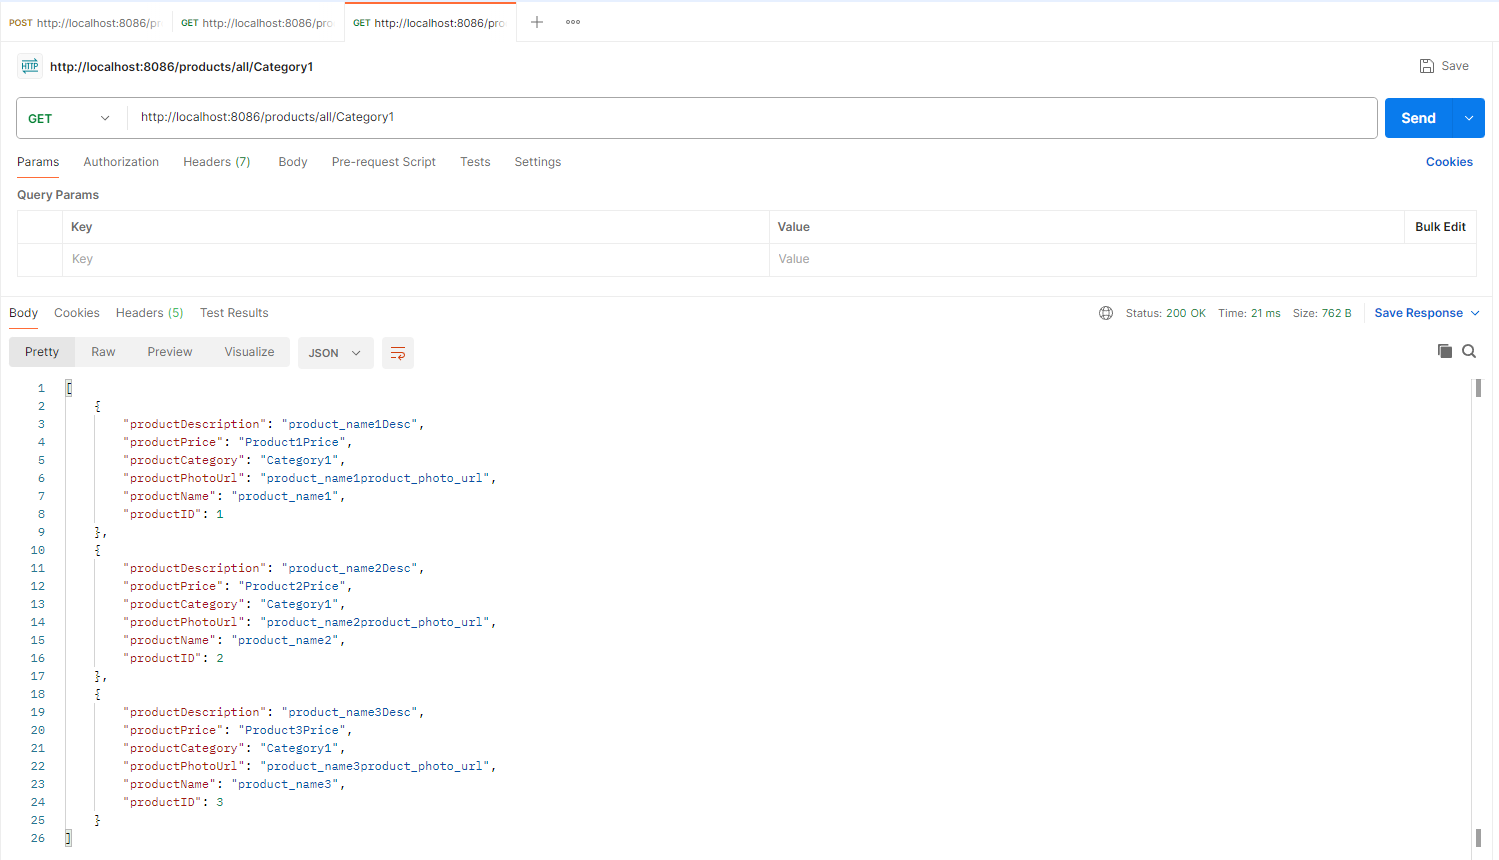 POST http://localhost:8086/pr GET http://localhost:8086/pro GET http://localhost:8086/pro
HTTP http://localhost:8086/products/all/Category1 Save
GET http://localhost:8086/products/all/Category1 Send
Params Authorization Headers (7) Body Pre-request Script Tests Settings Cookies
Query Params
Key Value Bulk Edit
Key Value
Body Cookies Headers (5) Test Results Status: 200 OK Time: 21 ms Size: 762 B Save Response
Pretty Raw Preview Visualize JSON
1 [
2 {
3 "productDescription": "product_name1Desc",
4 "productPrice": "Product1Price",
5 "productCategory": "Category1",
6 "productPhotoUrl": "product_name1product_photo_url",
7 "productName": "product_name1",
8 "productID": 1
9 },
10 {
11 "productDescription": "product_name2Desc",
12 "productPrice": "Product2Price",
13 "productCategory": "Category1",
14 "productPhotoUrl": "product_name2product_photo_url",
15 "productName": "product_name2",
16 "productID": 2
17 },
18 {
19 "productDescription": "product_name3Desc",
20 "productPrice": "Product3Price",
21 "productCategory": "Category1",
22 "productPhotoUrl": "product_name3product_photo_url",
23 "productName": "product_name3",
24 "productID": 3
25 }
26 ]